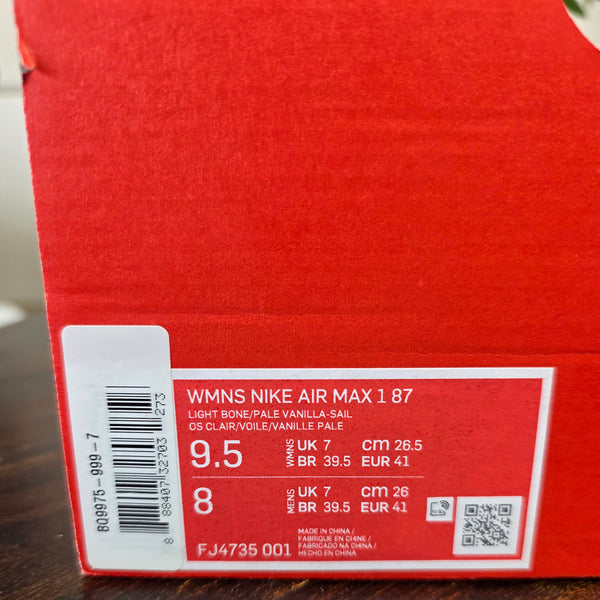 WMNS NIKE AIR MAX 1 87
LIGHT BONE/PALE VANILLA-SAIL
OS CLAIR/VOILE/VANILLE PALE
9.5 WMNS UK 7 cm 26.5
BR 39.5 EUR 41
8 MENS UK 7 cm 26
BR 39.5 EUR 41
FJ4735 001
MADE IN CHINA /
FABRIQUE EN CHINE /
FABRICADO NA CHINA /
HECHO EN CHINA
BQ9975-999-7
8 88407 32703 273